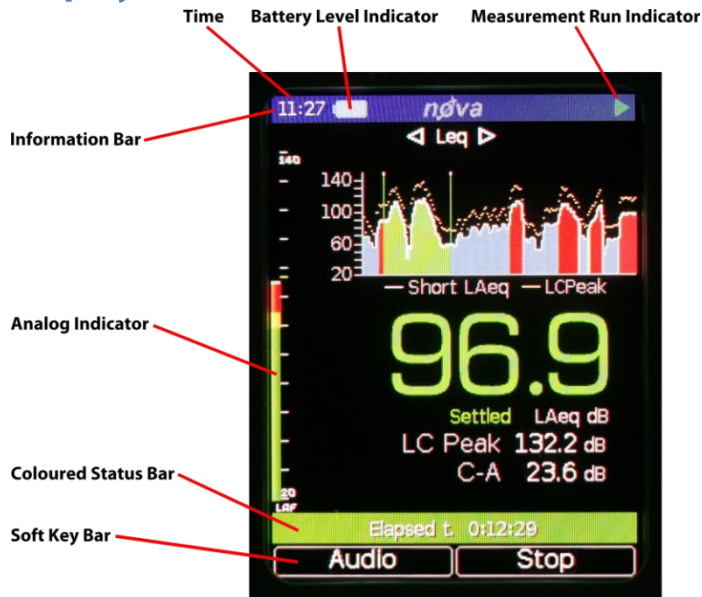 Time Battery Level Indicator Measurement Run Indicator
11:27 nøva
Information Bar
Leq
140
140
100
60
20
Short LAeq LCPeak
Analog Indicator
96.9
Settled LAeq dB
LC Peak 132.2 dB
C-A 23.6 dB
Coloured Status Bar
20
LAF
Elapsed t. 0:12:29
Soft Key Bar
Audio Stop